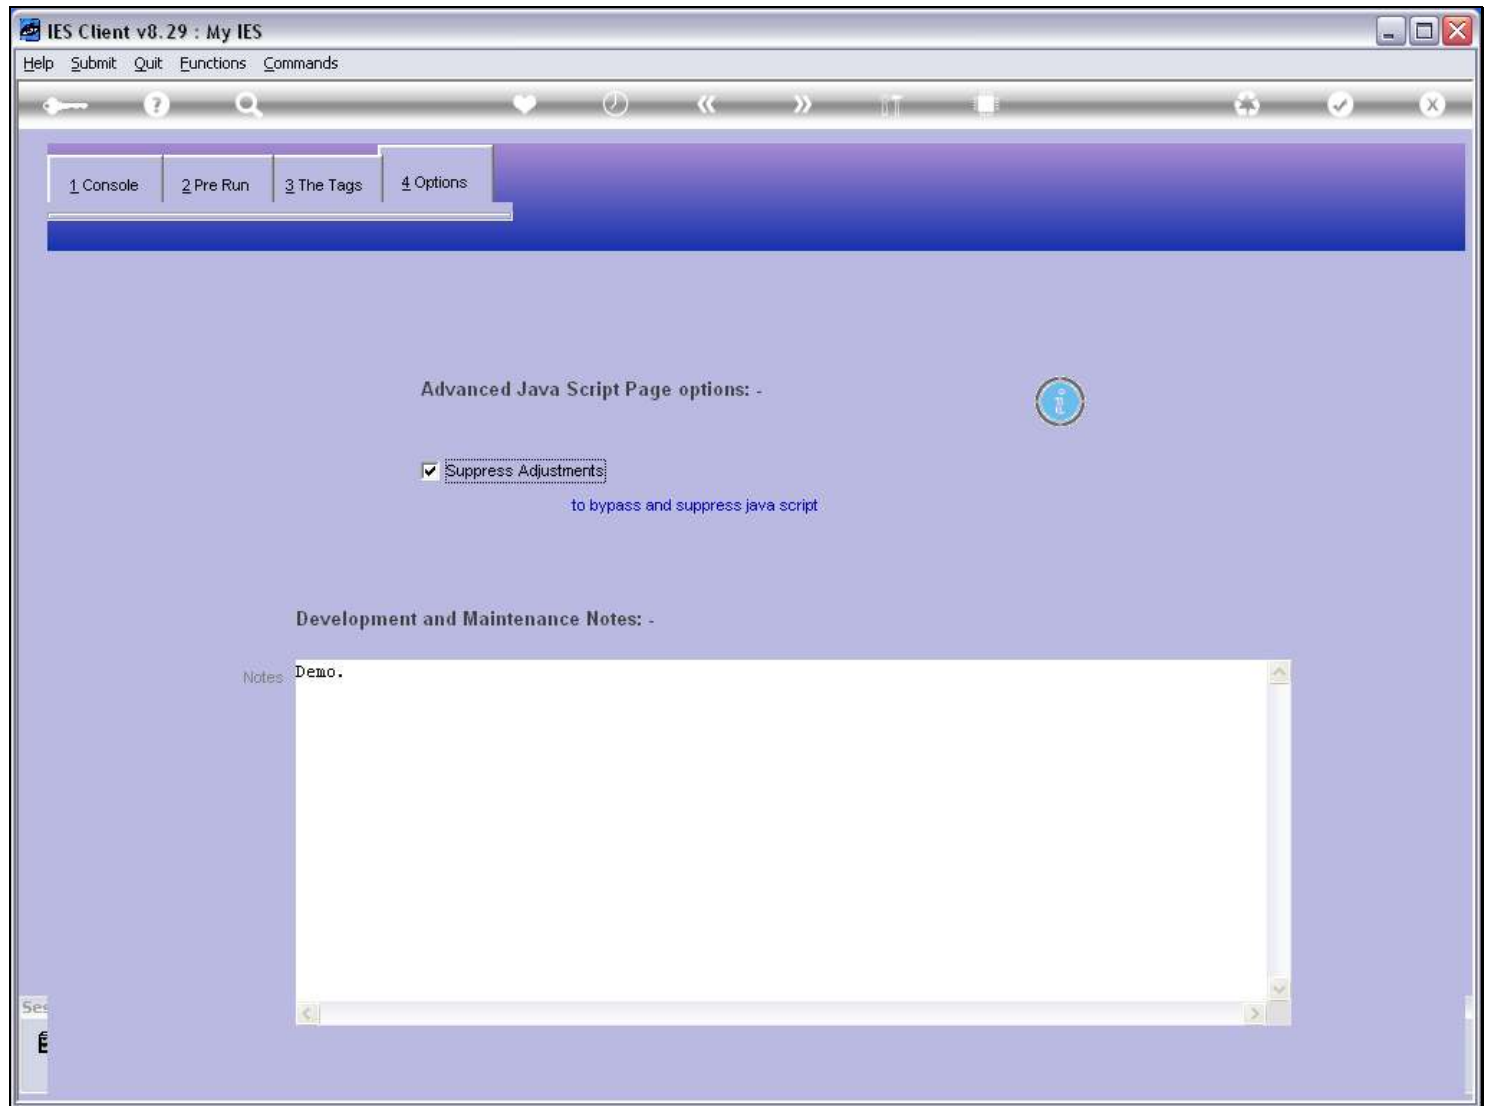 IES Client v8.29 : My IES
Help Submit Quit Functions Commands
1 Console 2 Pre Run 3 The Tags 4 Options
Advanced Java Script Page options: -
Suppress Adjustments
to bypass and suppress java script
Development and Maintenance Notes: -
Notes Demo.
Ses